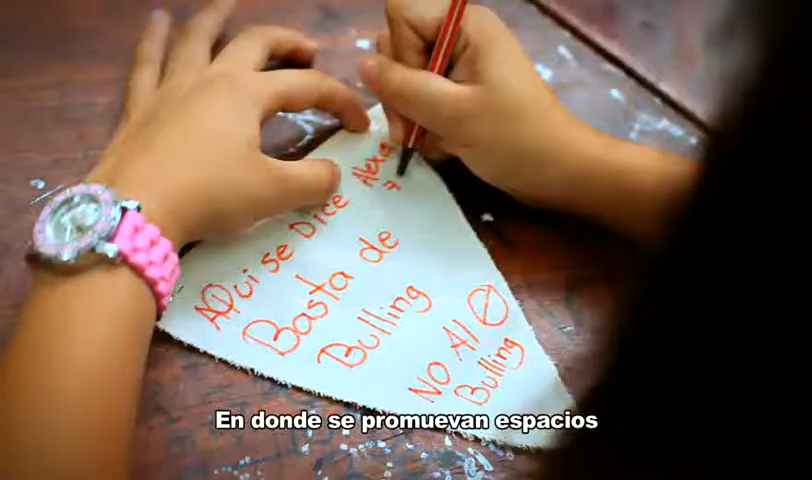 Alexa
AQui se Dice
Basta de
Bulling
NO Al
Bulling
En donde se promuevan espacios